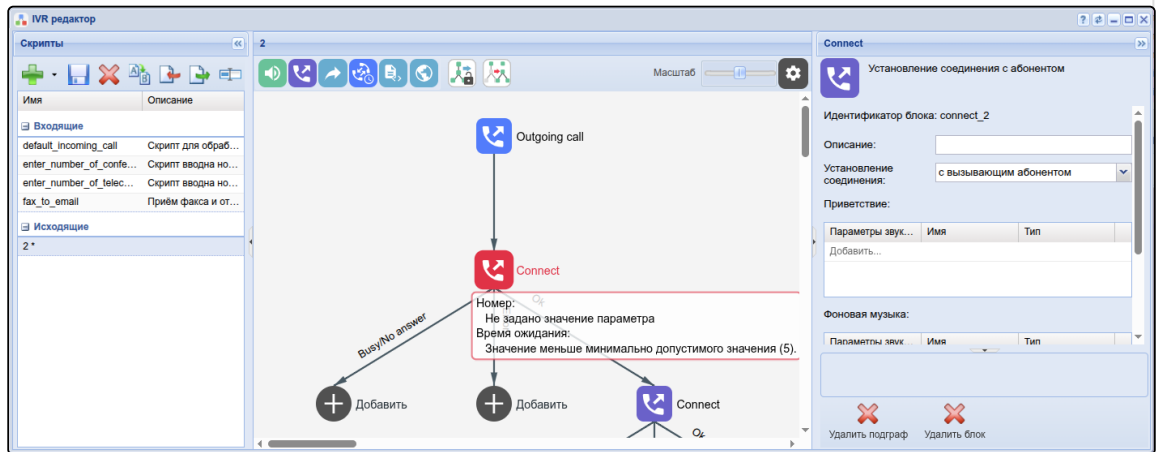 IVR редактор
Скрипты
2
Connect
Масштаб
Установление соединения с абонентом
Имя Описание
Входящие
default_incoming_call Скрипт для обраб...
enter_number_of_confe... Скрипт вводна но...
enter_number_of_telec... Скрипт вводна но...
fax_to_email Приём факса и от...
Исходящие
2 *
Outgoing call
Connect
Ok
Номер:
Не задано значение параметра
Время ожидания:
Значение меньше минимально допустимого значения (5).
Busy/No answer
Добавить
Добавить
Connect
Ok
Идентификатор блока: connect_2
Описание:
Установление
соединения:
с вызывающим абонентом
Приветствие:
Параметры звук... Имя Тип
Добавить...
Фоновая музыка:
Параметры звук... Имя Тип
Удалить подграф Удалить блок